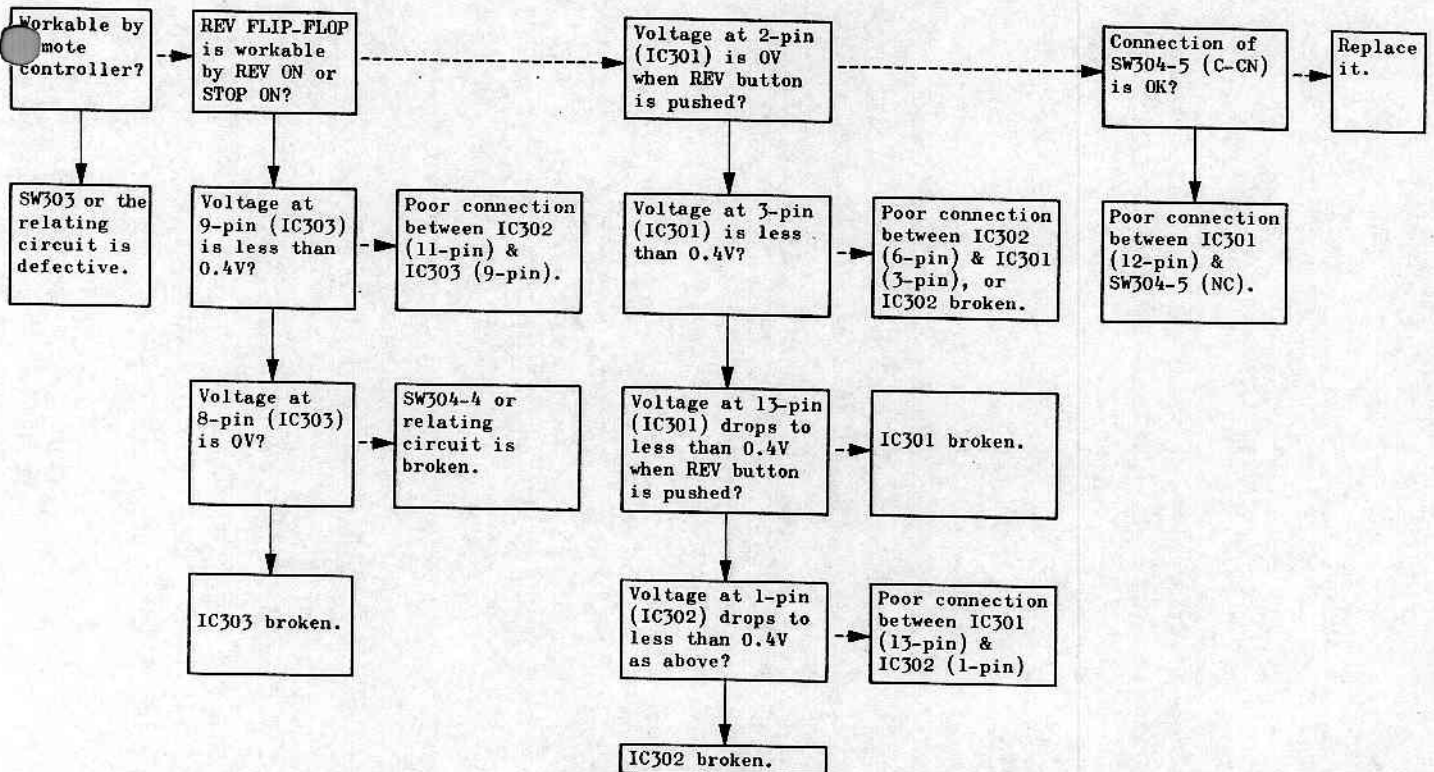 Workable by
mote
controller?
REV FLIP-FLOP
is workable
by REV ON or
STOP ON?
Voltage at 2-pin
(IC301) is 0V
when REV button
is pushed?
Connection of
SW304-5 (C-CN)
is OK?
Replace
it.
SW303 or the
relating
circuit is
defective.
Voltage at
9-pin (IC303)
is less than
0.4V?
Poor connection
between IC302
(11-pin) &
IC303 (9-pin).
Voltage at 3-pin
(IC301) is less
than 0.4V?
Poor connection
between IC302
(6-pin) & IC301
(3-pin), or
IC302 broken.
Poor connection
between IC301
(12-pin) &
SW304-5 (NC).
Voltage at
8-pin (IC303)
is 0V?
SW304-4 or
relating
circuit is
broken.
Voltage at 13-pin
(IC301) drops to
less than 0.4V
when REV button
is pushed?
IC301 broken.
IC303 broken.
Voltage at 1-pin
(IC302) drops to
less than 0.4V
as above?
Poor connection
between IC301
(13-pin) &
IC302 (1-pin)
IC302 broken.